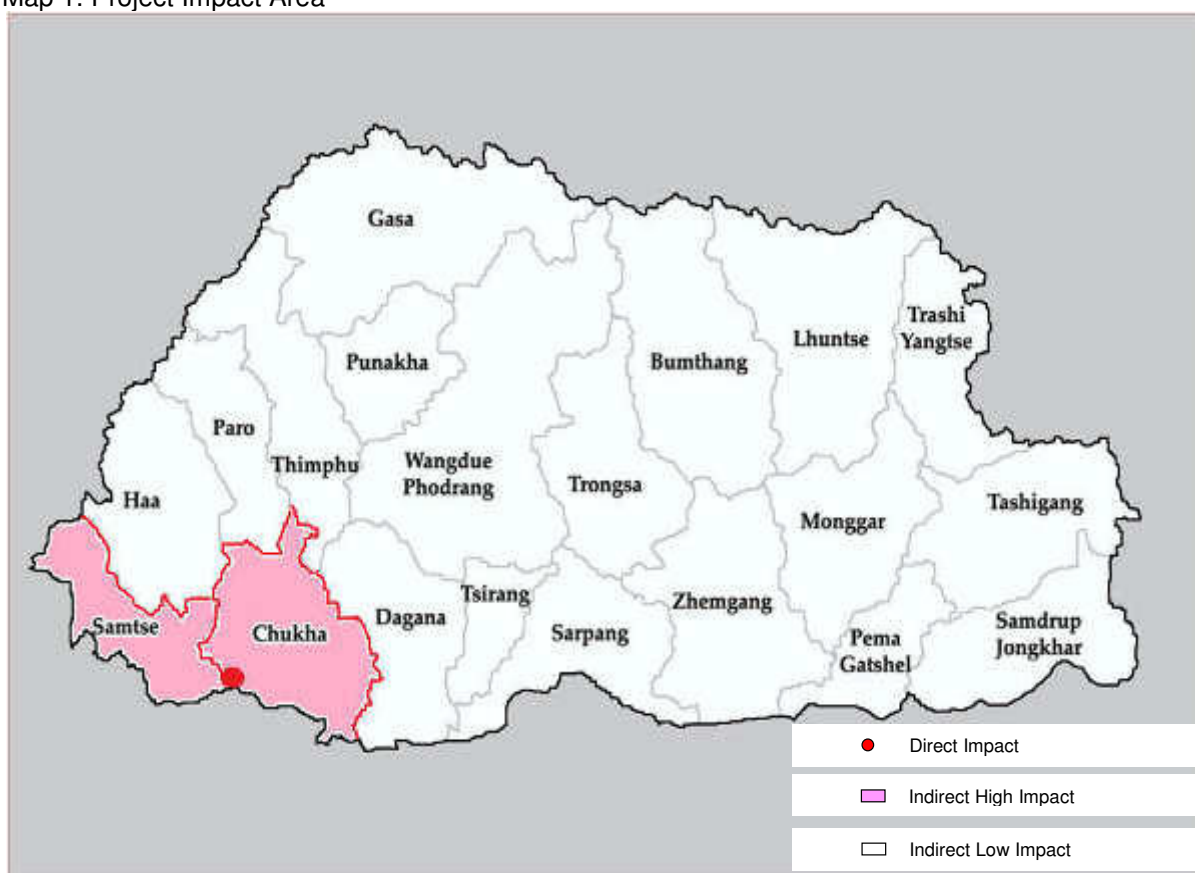 Map 1: Project Impact Area
Gasa
Trashi
Yangtse
Lhuntse
Punakha
Bumthang
Paro
Thimphu
Wangdue
Phodrang
Trongsa
Haa
Tashigang
Monggar
Tsirang
Zhemgang
Dagana
Samtse
Chukha
Sarpang
Samdrup
Jongkhar
Pema
Gatshel
Direct Impact
Indirect High Impact
Indirect Low Impact